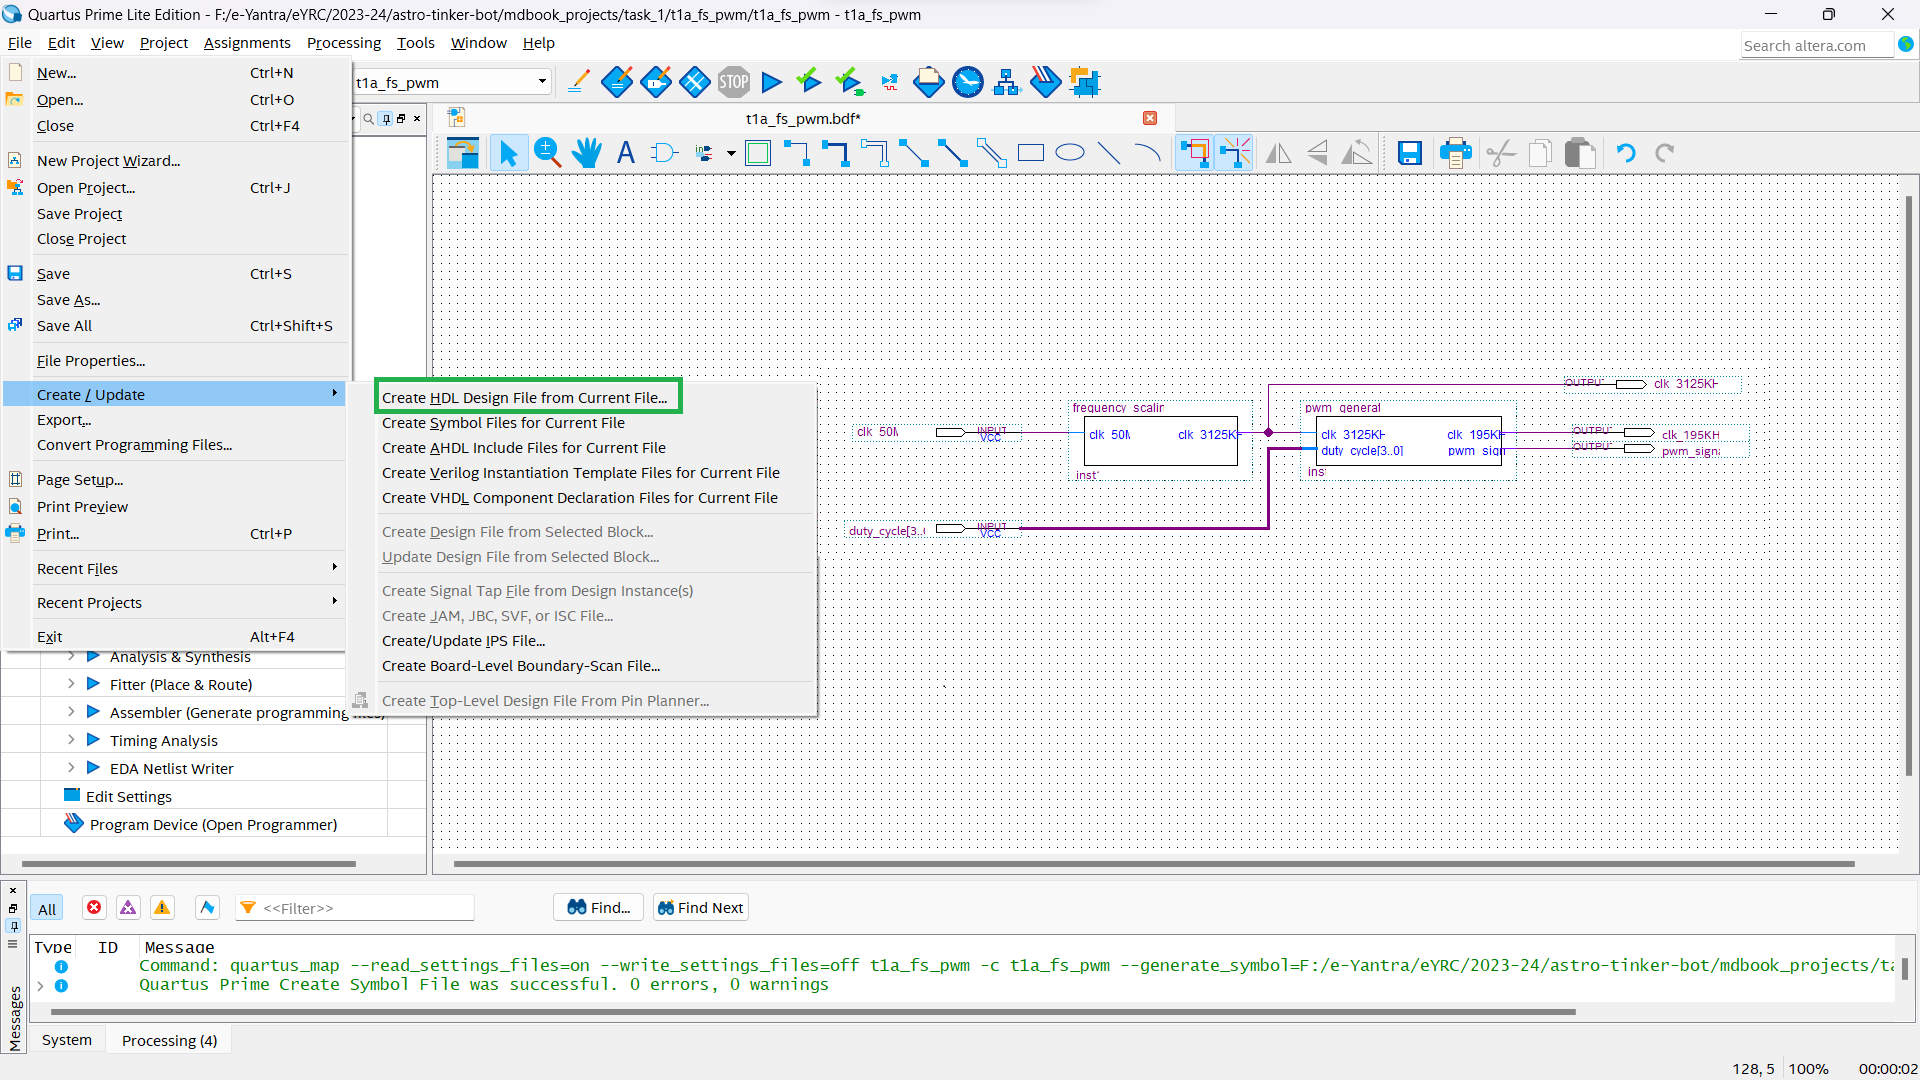 Quartus Prime Lite Edition - F:/e-Yantra/eYRC/2023-24/astro-tinker-bot/mdbook_projects/task_1/t1a_fs_pwm/t1a_fs_pwm - t1a_fs_pwm
File Edit View Project Assignments Processing Tools Window Help
Search altera.com
New... Ctrl+N
Open... Ctrl+O
Close Ctrl+F4
New Project Wizard...
Open Project... Ctrl+J
Save Project
Close Project
Save Ctrl+S
Save As...
Save All Ctrl+Shift+S
File Properties...
Create / Update
Export...
Convert Programming Files...
Page Setup...
Print Preview
Print... Ctrl+P
Recent Files
Recent Projects
Exit Alt+F4
t1a_fs_pwm
STOP
t1a_fs_pwm.bdf*
Create HDL Design File from Current File...
Create Symbol Files for Current File
Create AHDL Include Files for Current File
Create Verilog Instantiation Template Files for Current File
Create VHDL Component Declaration Files for Current File
Create Design File from Selected Block...
Update Design File from Selected Block...
Create Signal Tap File from Design Instance(s)
Create JAM, JBC, SVF, or ISC File...
Create/Update IPS File...
Create Board-Level Boundary-Scan File...
Create Top-Level Design File From Pin Planner...
clk_50M
INPUT
VCC
duty_cycle[3..0
INPUT
VCC
frequency_scalin
clk_50M clk_3125KH
inst1
pwm_generat
clk_3125KH clk_195KH
duty_cycle[3..0] pwm_sign
inst
OUTPUT clk_3125KH
OUTPUT clk_195KH
OUTPUT pwm_signa
Analysis & Synthesis
Fitter (Place & Route)
Assembler (Generate programming files)
Timing Analysis
EDA Netlist Writer
Edit Settings
Program Device (Open Programmer)
All
<<Filter>>
Find... Find Next
Type ID Message
Command: quartus_map --read_settings_files=on --write_settings_files=off t1a_fs_pwm -c t1a_fs_pwm --generate_symbol=F:/e-Yantra/eYRC/2023-24/astro-tinker-bot/mdbook_projects/ta
Quartus Prime Create Symbol File was successful. 0 errors, 0 warnings
Messages
System Processing (4)
128, 5 100% 00:00:02